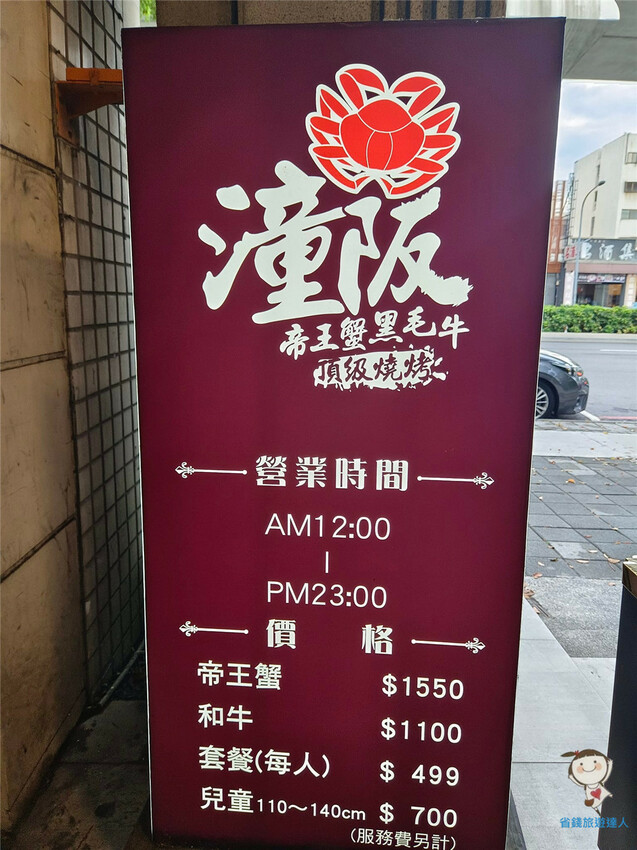 潼阪
帝王蟹黑毛牛
頂級燒烤
營業時間
AM12:00
|
PM23:00
價 格
帝王蟹 $1550
和牛 $1100
套餐(每人) $ 499
兒童110～140cm $ 700
(服務費另計)
酒集
省錢旅遊達人